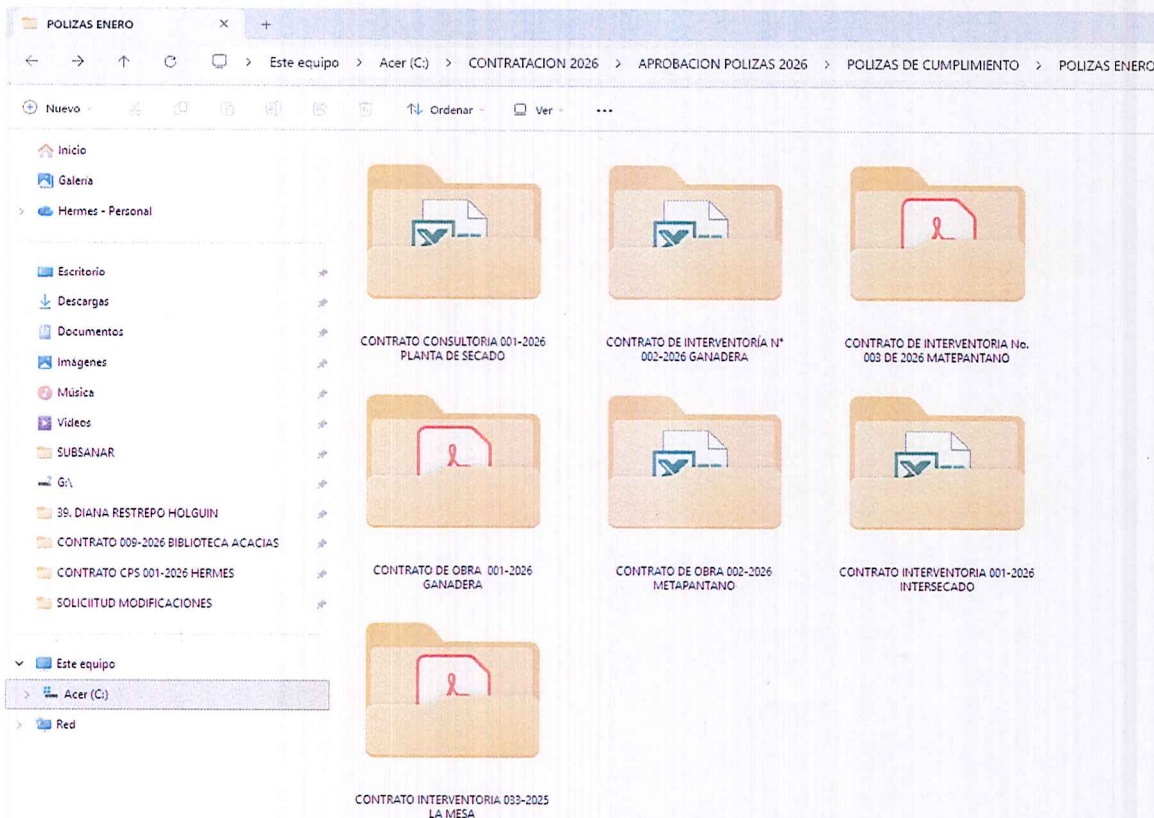 POLIZAS ENERO
Este equipo > Acer (C:) > CONTRATACION 2026 > APROBACION POLIZAS 2026 > POLIZAS DE CUMPLIMIENTO > POLIZAS ENERO
Nuevo
Ordenar
Ver
Inicio
Galería
Hermes - Personal
Escritorio
Descargas
Documentos
Imágenes
Música
Vídeos
SUBSANAR
G:\
39. DIANA RESTREPO HOLGUIN
CONTRATO 009-2026 BIBLIOTECA ACACIAS
CONTRATO CPS 001-2026 HERMES
SOLICIITUD MODIFICACIONES
Este equipo
Acer (C:)
Red
CONTRATO CONSULTORIA 001-2026
PLANTA DE SECADO
CONTRATO DE INTERVENTORÍA N°
002-2026 GANADERA
CONTRATO DE INTERVENTORIA No.
003 DE 2026 MATEPANTANO
CONTRATO DE OBRA 001-2026
GANADERA
CONTRATO DE OBRA 002-2026
METAPANTANO
CONTRATO INTERVENTORIA 001-2026
INTERSECADO
CONTRATO INTERVENTORIA 033-2025
LA MESA